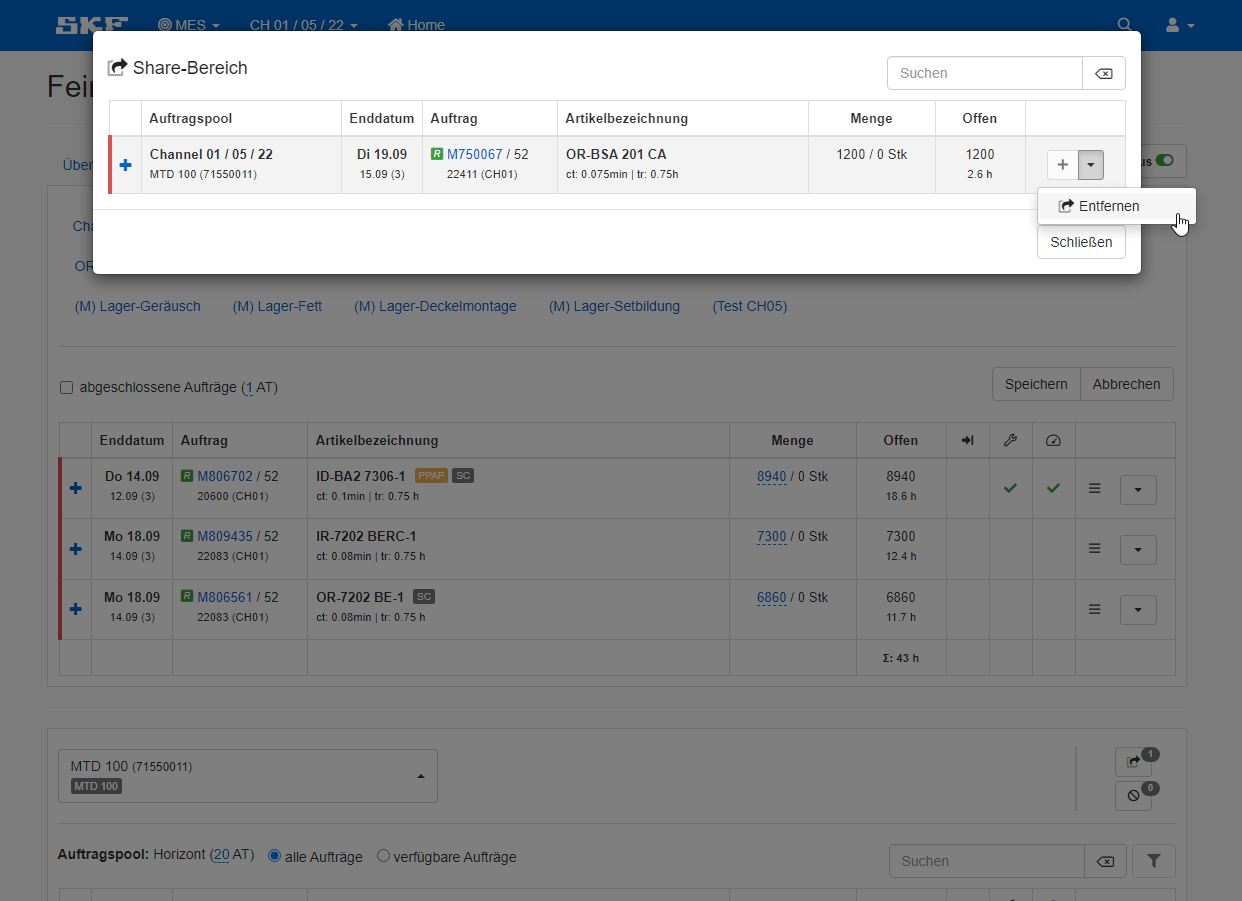 SKF MES CH 01 / 05 / 22 Home
Share-Bereich
Suchen
Auftragspool Enddatum Auftrag Artikelbezeichnung Menge Offen
Channel 01 / 05 / 22 Di 19.09 R M750067 / 52 OR-BSA 201 CA 1200 / 0 Stk 1200
MTD 100 (71550011) 15.09 (3) 22411 (CH01) ct: 0.075min | tr: 0.75h 2.6 h
Entfernen
Schließen
(M) Lager-Geräusch (M) Lager-Fett (M) Lager-Deckelmontage (M) Lager-Setbildung (Test CH05)
abgeschlossene Aufträge (1 AT) Speichern Abbrechen
Enddatum Auftrag Artikelbezeichnung Menge Offen
Do 14.09 R M806702 / 52 ID-BA2 7306-1 PPAP SC 8940 / 0 Stk 8940
12.09 (3) 20600 (CH01) ct: 0.1min | tr: 0.75 h 18.6 h
Mo 18.09 R M809435 / 52 IR-7202 BERC-1 7300 / 0 Stk 7300
14.09 (3) 22083 (CH01) ct: 0.08min | tr: 0.75 h 12.4 h
Mo 18.09 R M806561 / 52 OR-7202 BE-1 SC 6860 / 0 Stk 6860
14.09 (3) 22083 (CH01) ct: 0.08min | tr: 0.75 h 11.7 h
Σ: 43 h
MTD 100 (71550011)
MTD 100
1
0
Auftragspool: Horizont (20 AT) alle Aufträge verfügbare Aufträge Suchen